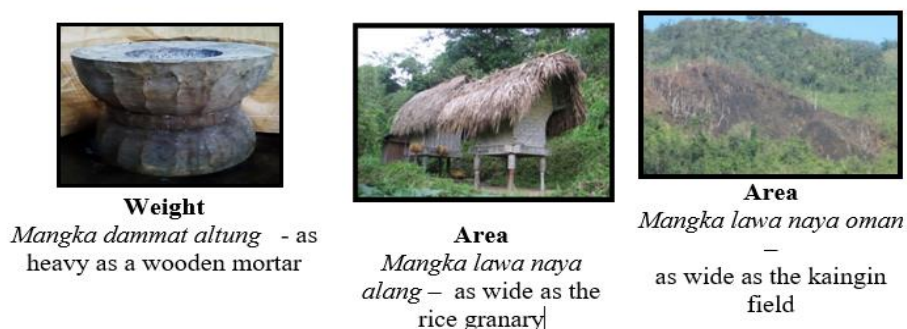 Weight
Mangka dammat altung - as
heavy as a wooden mortar
Area
Mangka lawa naya
alang – as wide as the
rice granary
Area
Mangka lawa naya oman
–
as wide as the kaingin
field